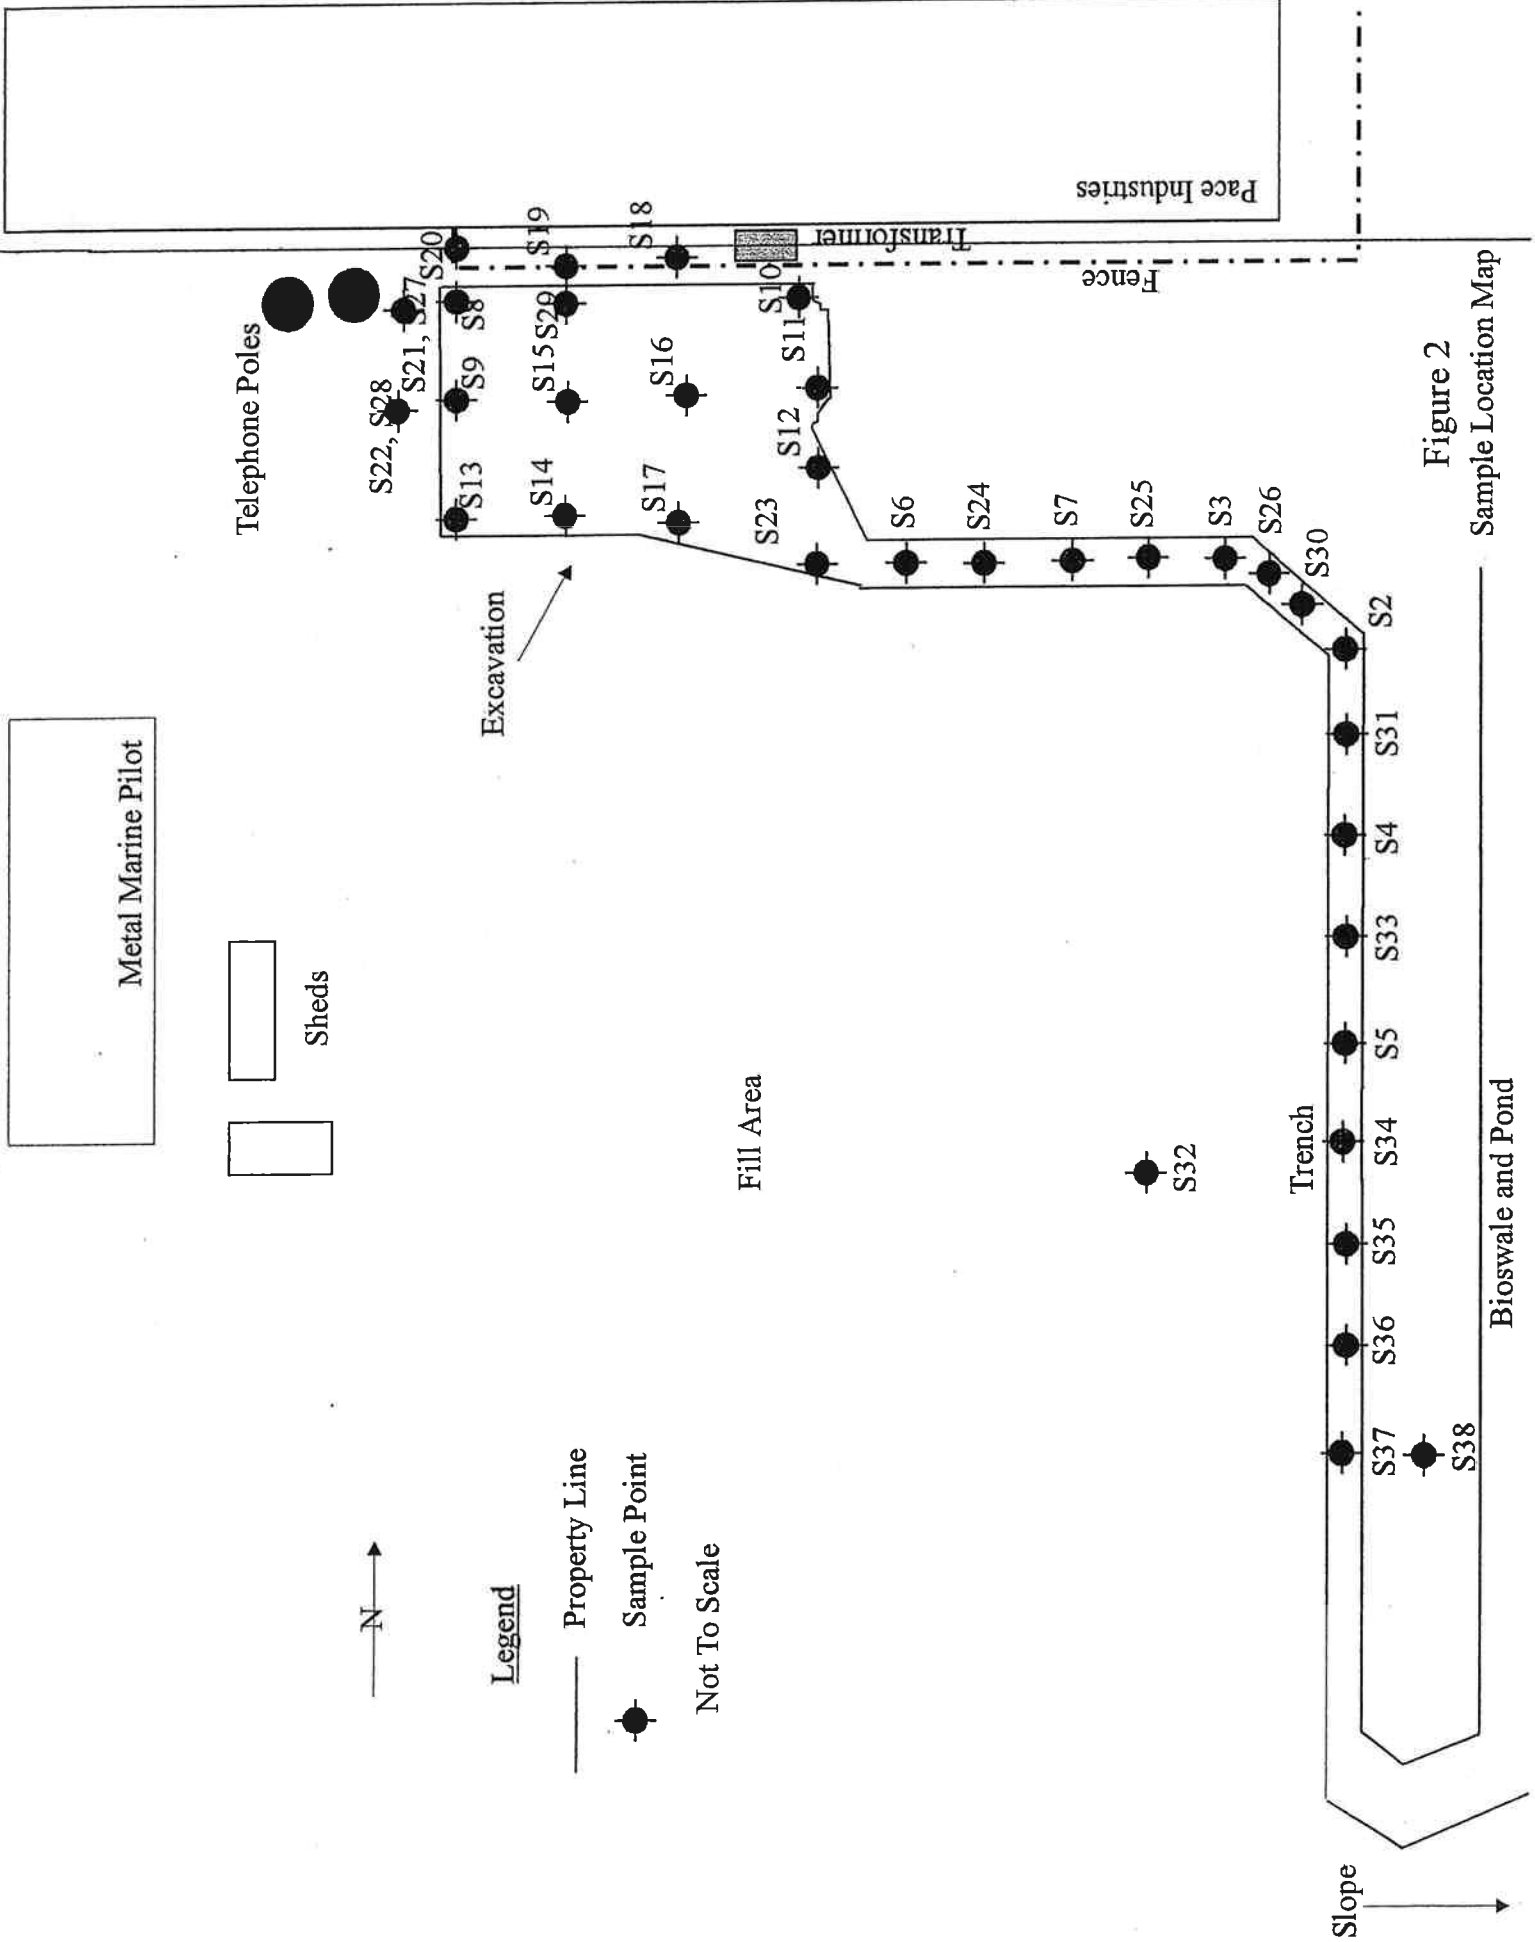 Metal Marine Pilot
Sheds
Telephone Poles
S22, S28
S21, S27
S20
S19
S18
S13
S9
S8
S14
S15
S29
S17
S16
S10
S11
S12
S23
Transformer
Pace Industries
Fence
Excavation
S6
S24
S7
S25
S3
S26
S30
S2
S31
S4
S33
S5
S34
S35
S36
S37
S38
S32
Fill Area
Trench
Bioswale and Pond
N
Legend
Property Line
Sample Point
Not To Scale
Slope
Figure 2
Sample Location Map